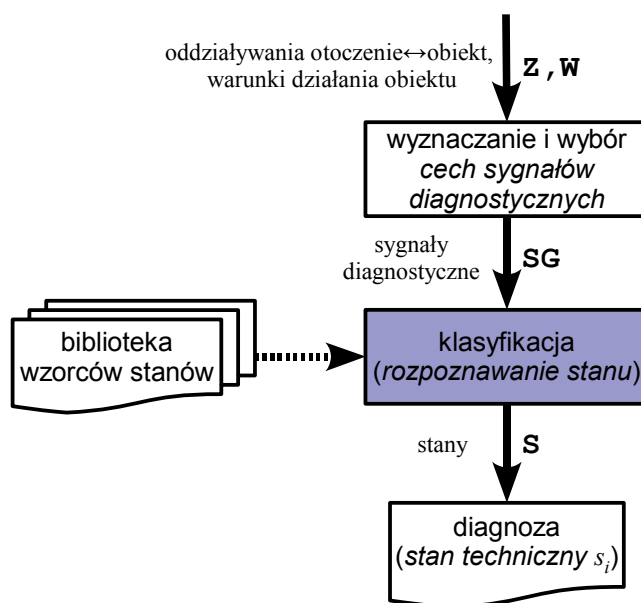 oddziaływania otoczenie↔obiekt,
warunki działania obiektu
Z,W
wyznaczanie i wybór
cech sygnałów
diagnostycznych
sygnały
diagnostyczne
SG
biblioteka
wzorców stanów
klasyfikacja
(rozpoznawanie stanu)
stany
S
diagnoza
(stan techniczny s_i)